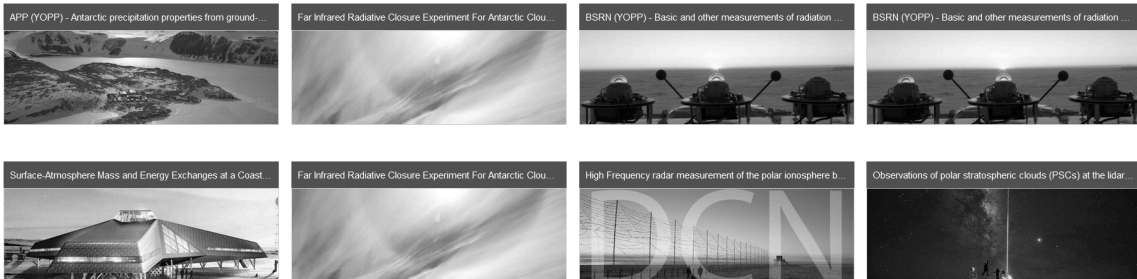 APP (YOPP) - Antarctic precipitation properties from ground-...
Far Infrared Radiative Closure Experiment For Antarctic Clou...
BSRN (YOPP) - Basic and other measurements of radiation ...
BSRN (YOPP) - Basic and other measurements of radiation ...
Surface-Atmosphere Mass and Energy Exchanges at a Coast...
Far Infrared Radiative Closure Experiment For Antarctic Clou...
High Frequency radar measurement of the polar ionosphere b...
Observations of polar stratospheric clouds (PSCs) at the lidar...
DCN